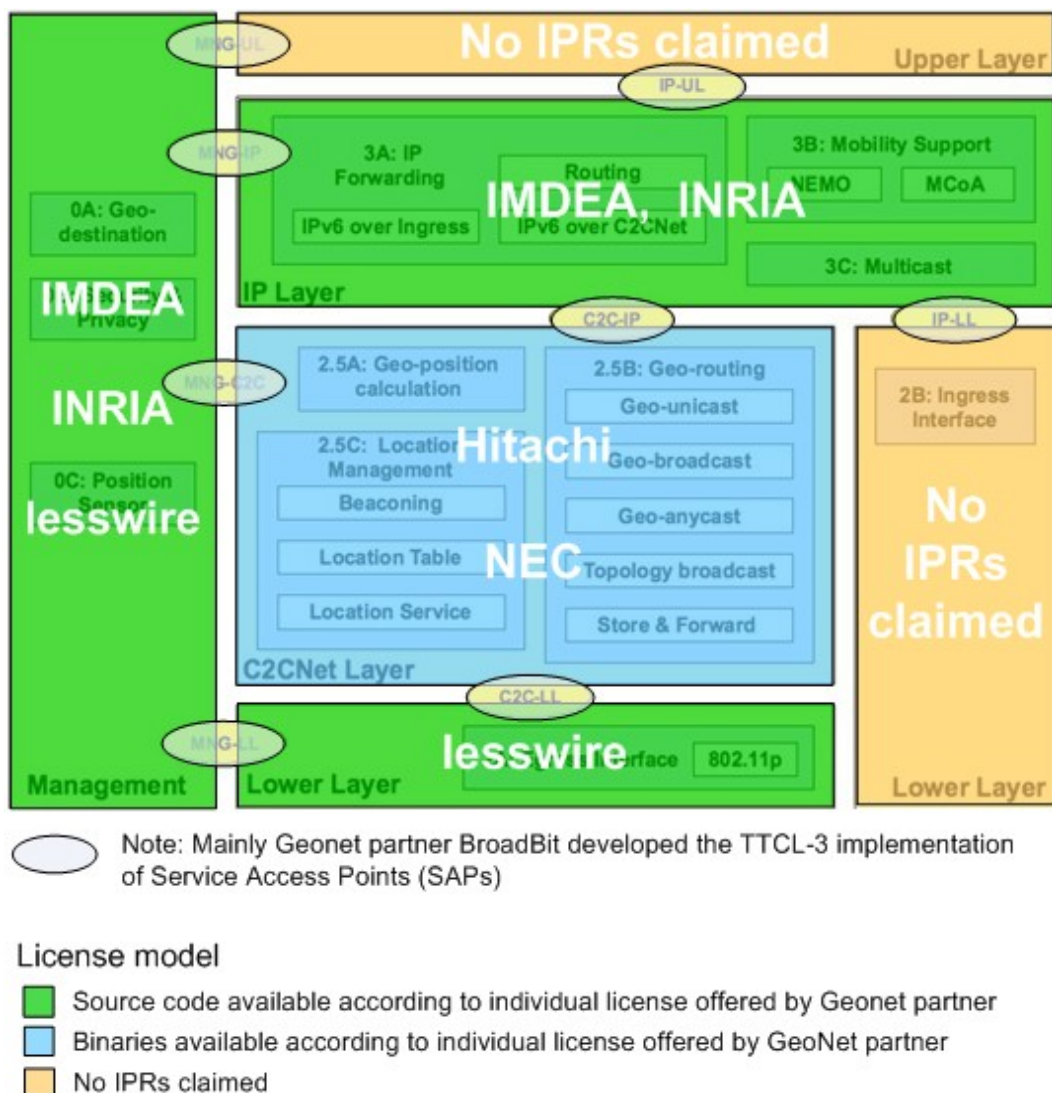 MNG-UL
No IPRs claimed
Upper Layer
IP-UL
MNG-IP
3A: IP
Forwarding
Routing
IPv6 over Ingress
IPv6 over C2CNet
3B: Mobility Support
NEMO
MCoA
3C: Multicast
IMDEA, INRIA
IP Layer
0A: Geo-
destination
Privacy
IMDEA
INRIA
0C: Position
Sensor
lesswire
Management
C2C-IP
IP-LL
MNG-C2C
2.5A: Geo-position
calculation
2.5C: Location
Management
Beaconing
Location Table
Location Service
2.5B: Geo-routing
Geo-unicast
Geo-broadcast
Geo-anycast
Topology broadcast
Store & Forward
Hitachi
NEC
C2CNet Layer
2B: Ingress
Interface
No
IPRs
claimed
Lower Layer
C2C-LL
MNG-LL
lesswire
802.11p
Lower Layer
Note: Mainly Geonet partner BroadBit developed the TTCL-3 implementation
of Service Access Points (SAPs)
License model
Source code available according to individual license offered by Geonet partner
Binaries available according to individual license offered by GeoNet partner
No IPRs claimed